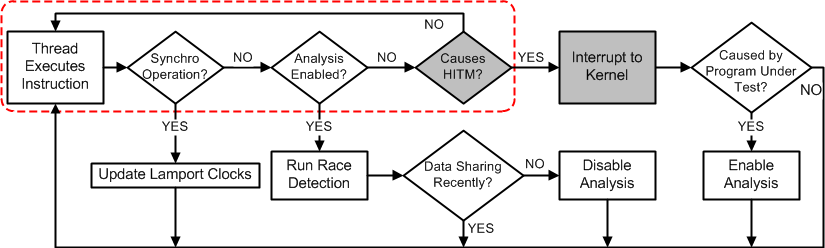 NO
Thread
Executes
Instruction
Synchro
Operation?
NO
Analysis
Enabled?
NO
Causes
HITM?
YES
Interrupt to
Kernel
Caused by
Program Under
Test?
NO
YES
YES
YES
Update Lamport Clocks
Run Race
Detection
Data Sharing
Recently?
NO
Disable
Analysis
Enable
Analysis
YES